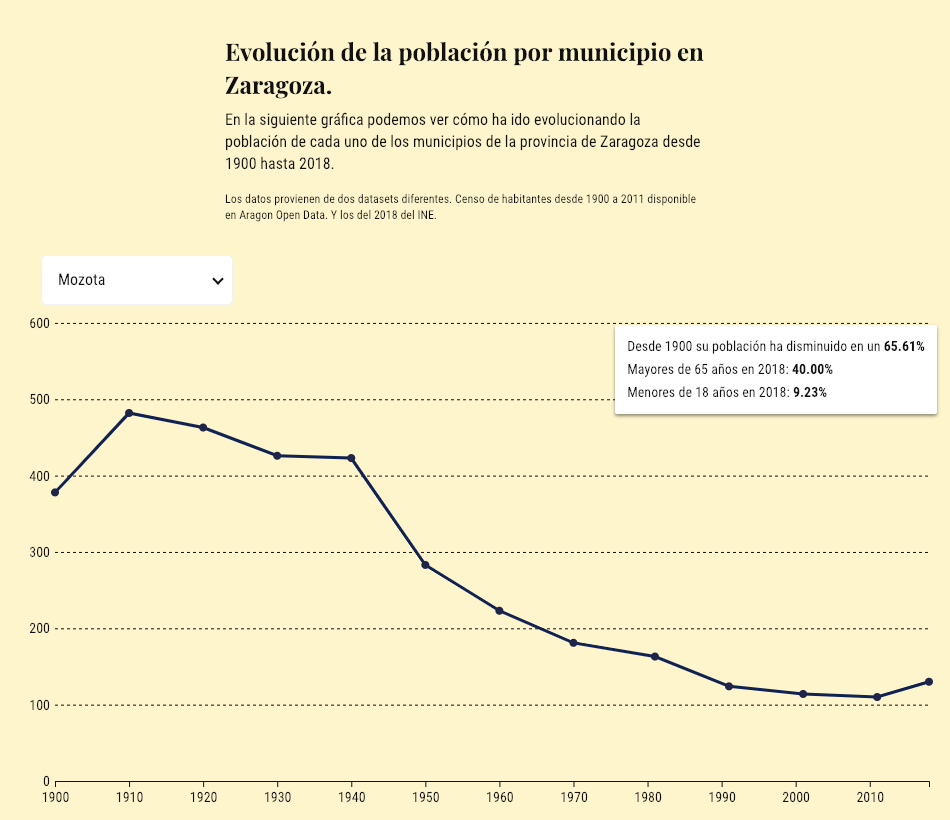 Evolución de la población por municipio en
Zaragoza.
En la siguiente gráfica podemos ver cómo ha ido evolucionando la
población de cada uno de los municipios de la provincia de Zaragoza desde
1900 hasta 2018.
Los datos provienen de dos datasets diferentes. Censo de habitantes desde 1900 a 2011 disponible
en Aragon Open Data. Y los del 2018 del INE.
Mozota
600
Desde 1900 su población ha disminuido en un 65.61%
Mayores de 65 años en 2018: 40.00%
Menores de 18 años en 2018: 9.23%
500
400
300
200
100
0
1900 1910 1920 1930 1940 1950 1960 1970 1980 1990 2000 2010